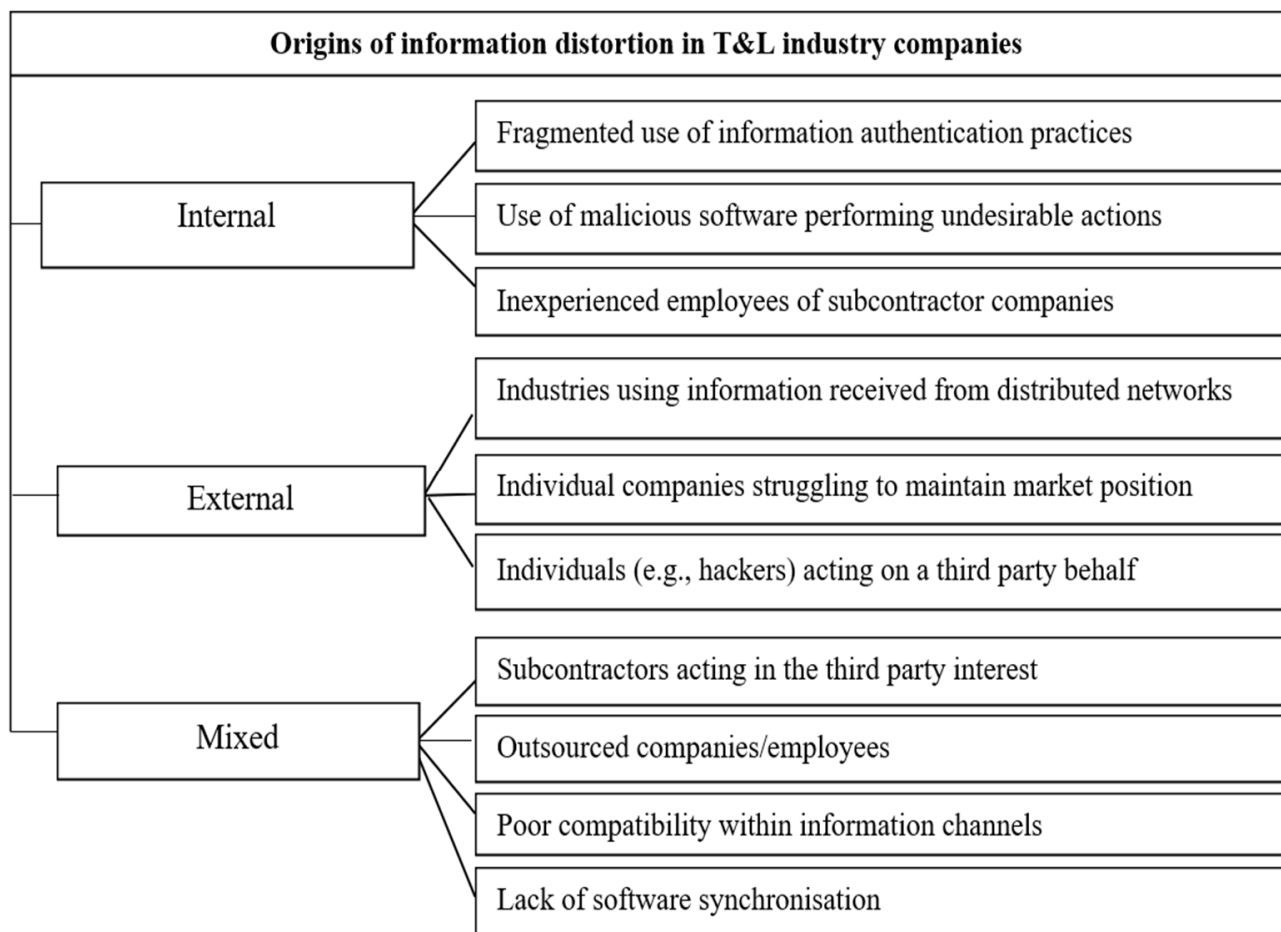 Origins of information distortion in T&L industry companies
Internal
Fragmented use of information authentication practices
Use of malicious software performing undesirable actions
Inexperienced employees of subcontractor companies
External
Industries using information received from distributed networks
Individual companies struggling to maintain market position
Individuals (e.g., hackers) acting on a third party behalf
Mixed
Subcontractors acting in the third party interest
Outsourced companies/employees
Poor compatibility within information channels
Lack of software synchronisation